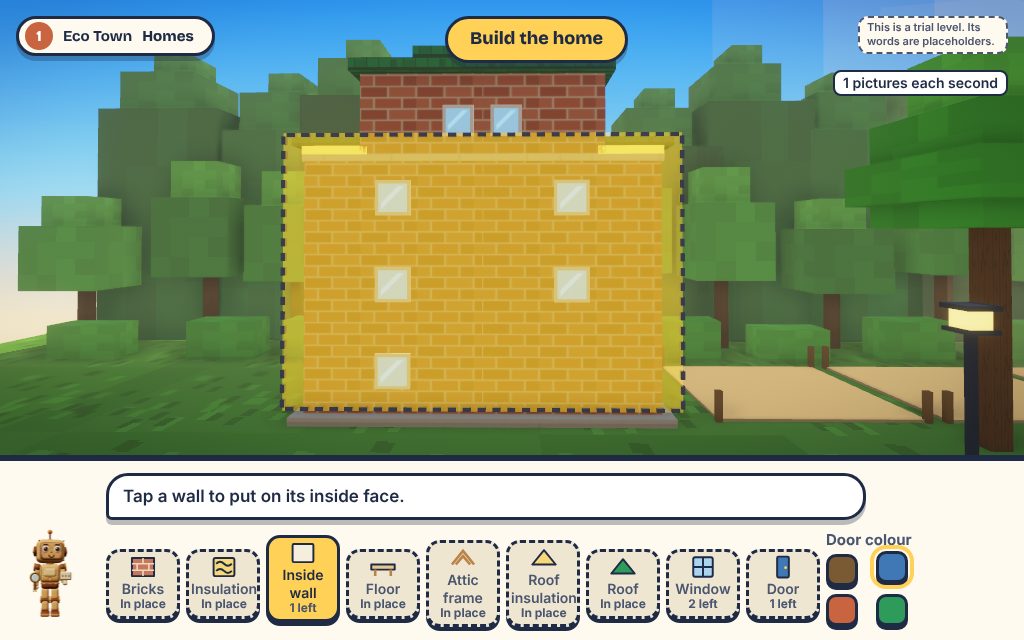 1 Eco Town Homes
Build the home
This is a trial level. Its
words are placeholders.
1 pictures each second
Tap a wall to put on its inside face.
Bricks
In place
Insulation
In place
Inside
wall
1 left
Floor
In place
Attic
frame
In place
Roof
insulation
In place
Roof
In place
Window
2 left
Door
1 left
Door colour